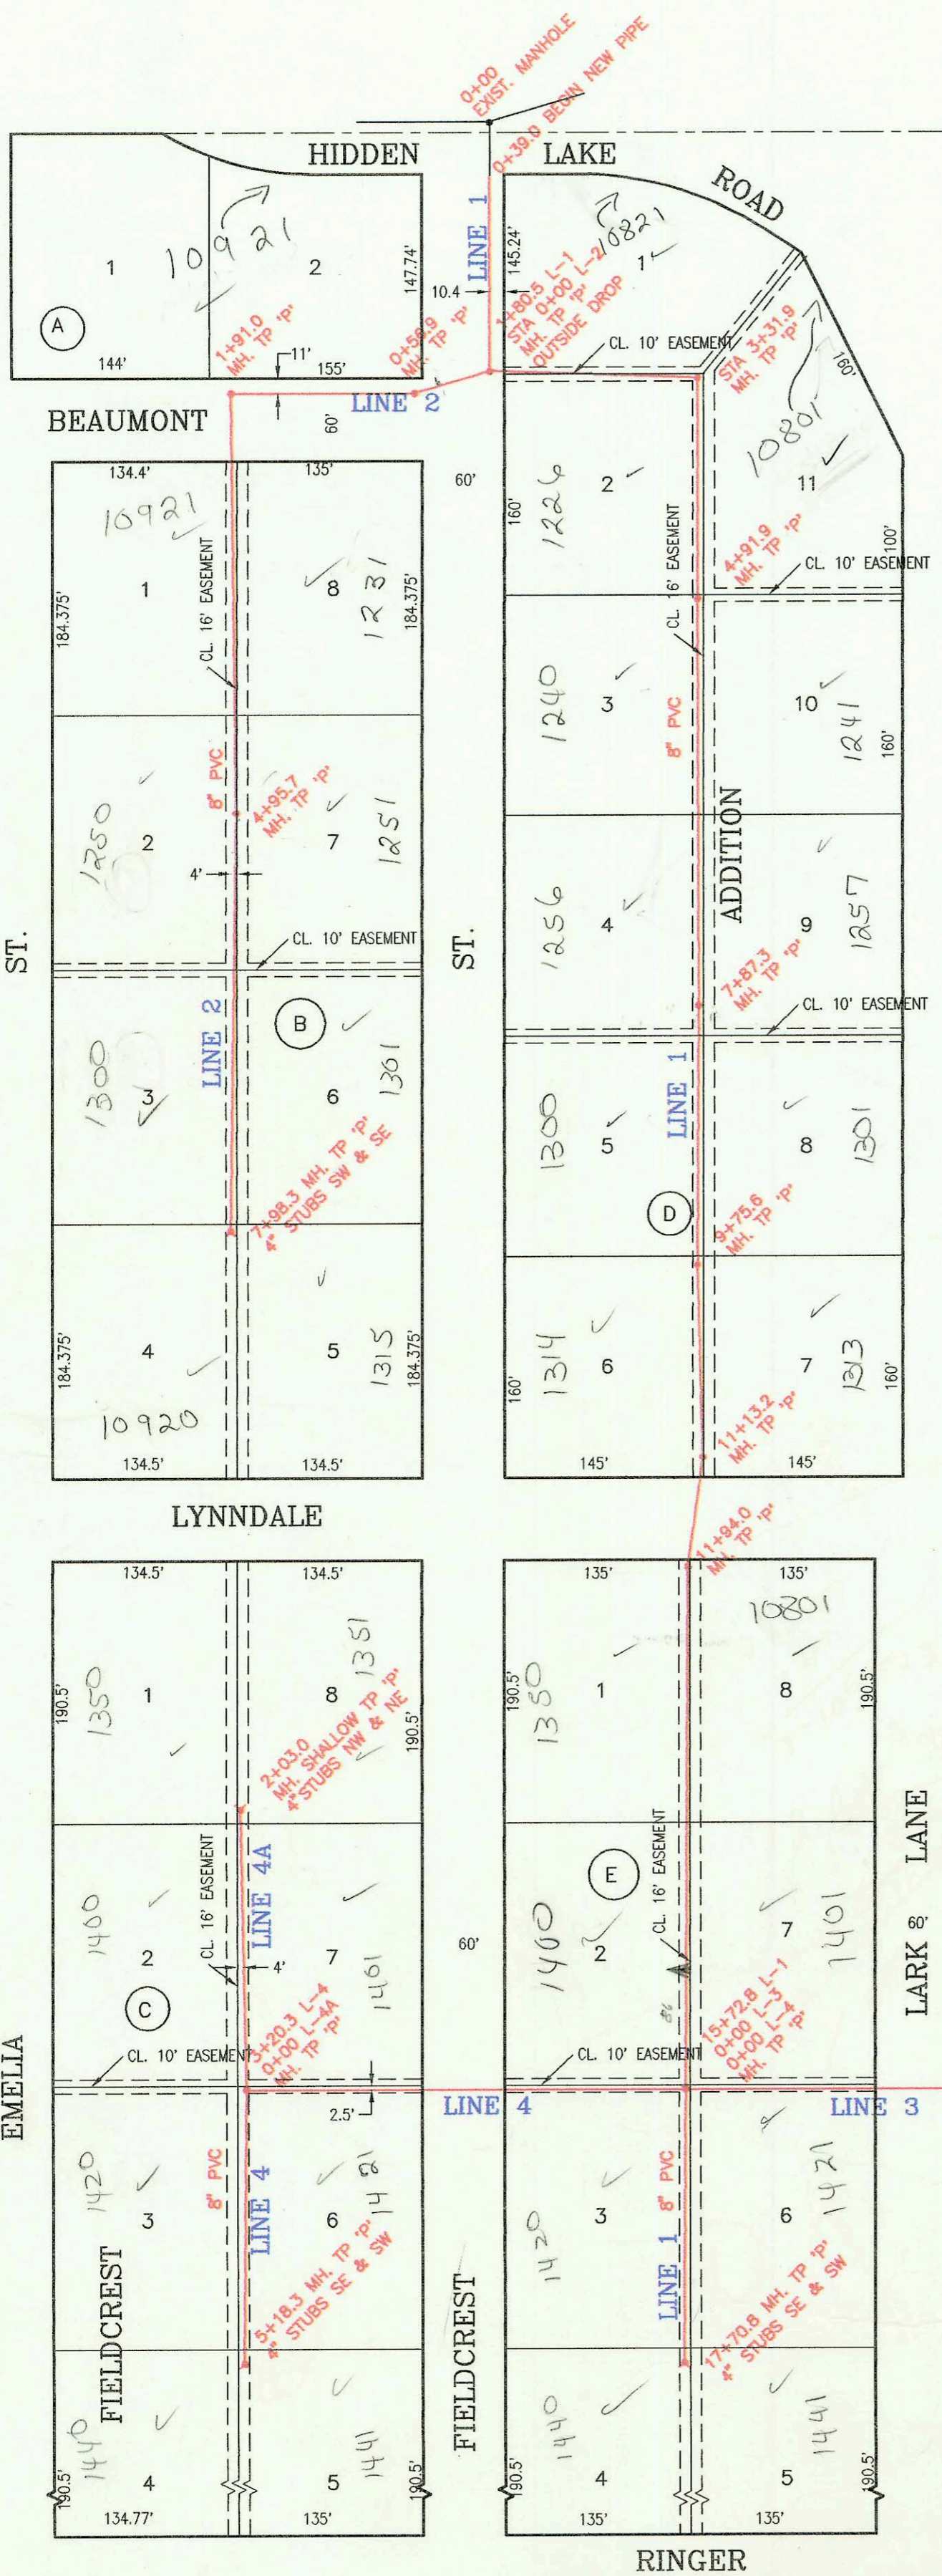 0+00
EXIST. MANHOLE
0+39.0 BEGIN NEW PIPE
HIDDEN LAKE ROAD
1
10921
2
147.74'
LINE 1
145.24'
10821
1
10.4
A
1+91.0
MH. TP 'P'
MH. TP 'P'
1+80.5 L-1
STA 0+00 L-2
MH. TP 'P'
OUTSIDE DROP
CL. 10' EASEMENT
STA 3+31.9
MH. TP 'P'
160'
144'
11'
155'
BEAUMONT
LINE 2
60'
10801
134.4'
135'
60'
10921
1
184.375'
CL. 16' EASEMENT
8
1231
184.375'
160'
1226
2
CL. 16' EASEMENT
11
4+91.9
MH. TP 'P'
100'
CL. 10' EASEMENT
1240
3
8" PVC
10
1241
160'
8" PVC
4+95.7
MH. TP 'P'
1250
2
7
1251
4'
ADDITION
1256
4
9
1257
ST.
CL. 10' EASEMENT
ST.
7+87.3
MH. TP 'P'
CL. 10' EASEMENT
LINE 2
B
1300
3
6
1301
LINE 1
1300
5
8
1301
7+98.3 MH. TP 'P'
4" STUBS SW & SE
D
9+75.6
MH. TP 'P'
184.375'
4
10920
5
1315
184.375'
160'
1314
6
7
1313
160'
11+13.2
MH. TP 'P'
134.5'
134.5'
145'
145'
LYNNDALE
11+94.0
MH. TP 'P'
134.5'
134.5'
135'
135'
10801
190.5'
1350
1
8
1351
190.5'
190.5'
1350
1
8
190.5'
2+03.0
MH. SHALLOW TP 'P'
4" STUBS NW & NE
LARK LANE
CL. 16' EASEMENT
LINE 4A
CL. 16' EASEMENT
E
1400
2
7
1401
4'
60'
1400
2
7
1401
60'
C
3+20.3 L-4
0+00 L-4A
MH. TP 'P'
15+72.8 L-1
0+00 L-3
0+00 L-4
MH. TP 'P'
EMELIA
CL. 10' EASEMENT
CL. 10' EASEMENT
2.5'
LINE 4
LINE 3
1420
3
8" PVC
LINE 4
6
1421
1420
3
8" PVC
LINE 1
6
1421
5+18.3 MH. TP 'P'
4" STUBS SE & SW
17+70.8 MH. TP 'P'
4" STUBS SE & SW
FIELDCREST
FIELDCREST
1440
190.5'
4
5
1441
190.5'
1440
4
5
1441
190.5'
134.77'
135'
135'
135'
RINGER